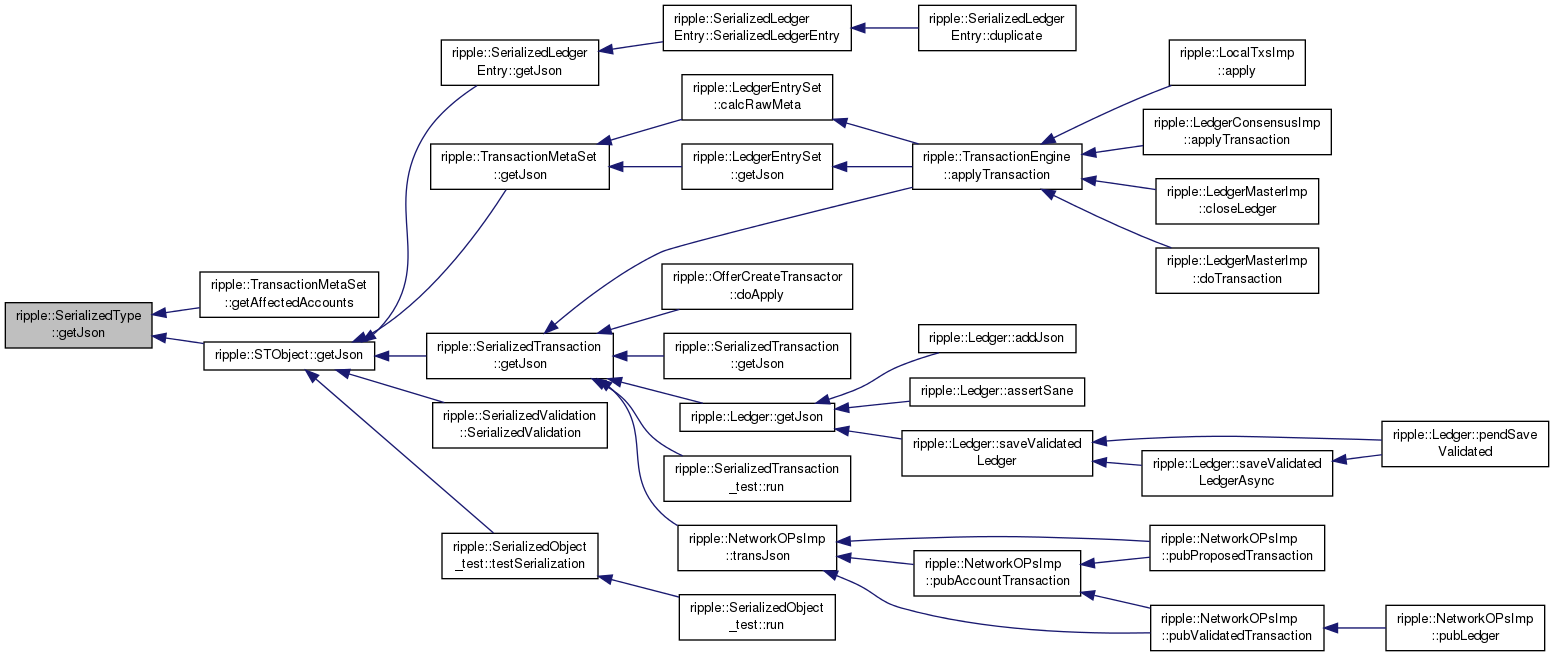 ripple::SerializedType
::getJson
ripple::TransactionMetaSet
::getAffectedAccounts
ripple::STObject::getJson
ripple::SerializedLedger
Entry::getJson
ripple::SerializedLedger
Entry::SerializedLedgerEntry
ripple::SerializedLedger
Entry::duplicate
ripple::TransactionMetaSet
::getJson
ripple::LedgerEntrySet
::calcRawMeta
ripple::LedgerEntrySet
::getJson
ripple::TransactionEngine
::applyTransaction
ripple::LocalTxsImp
::apply
ripple::LedgerConsensusImp
::applyTransaction
ripple::LedgerMasterImp
::closeLedger
ripple::LedgerMasterImp
::doTransaction
ripple::SerializedTransaction
::getJson
ripple::OfferCreateTransactor
::doApply
ripple::SerializedTransaction
::getJson
ripple::Ledger::getJson
ripple::Ledger::addJson
ripple::Ledger::assertSane
ripple::Ledger::saveValidated
Ledger
ripple::Ledger::saveValidated
LedgerAsync
ripple::Ledger::pendSave
Validated
ripple::SerializedTransaction
_test::run
ripple::NetworkOPsImp
::transJson
ripple::NetworkOPsImp
::pubAccountTransaction
ripple::NetworkOPsImp
::pubProposedTransaction
ripple::NetworkOPsImp
::pubValidatedTransaction
ripple::NetworkOPsImp
::pubLedger
ripple::SerializedValidation
::SerializedValidation
ripple::SerializedObject
_test::testSerialization
ripple::SerializedObject
_test::run